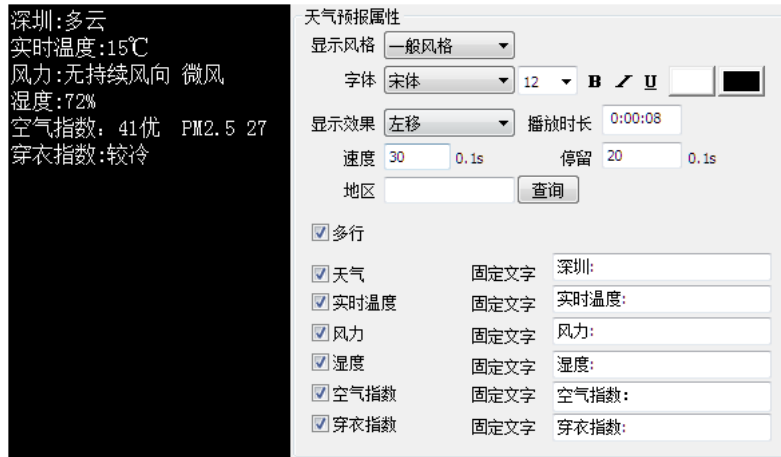 深圳:多云
实时温度:15℃
风力:无持续风向 微风
湿度:72%
空气指数：41优 PM2.5 27
穿衣指数:较冷
天气预报属性
显示风格 一般风格
字体 宋体 12 B I U
显示效果 左移 播放时长 0:00:08
速度 30 0.1s 停留 20 0.1s
地区 查询
多行
天气 固定文字 深圳:
实时温度 固定文字 实时温度:
风力 固定文字 风力:
湿度 固定文字 湿度:
空气指数 固定文字 空气指数：
穿衣指数 固定文字 穿衣指数: